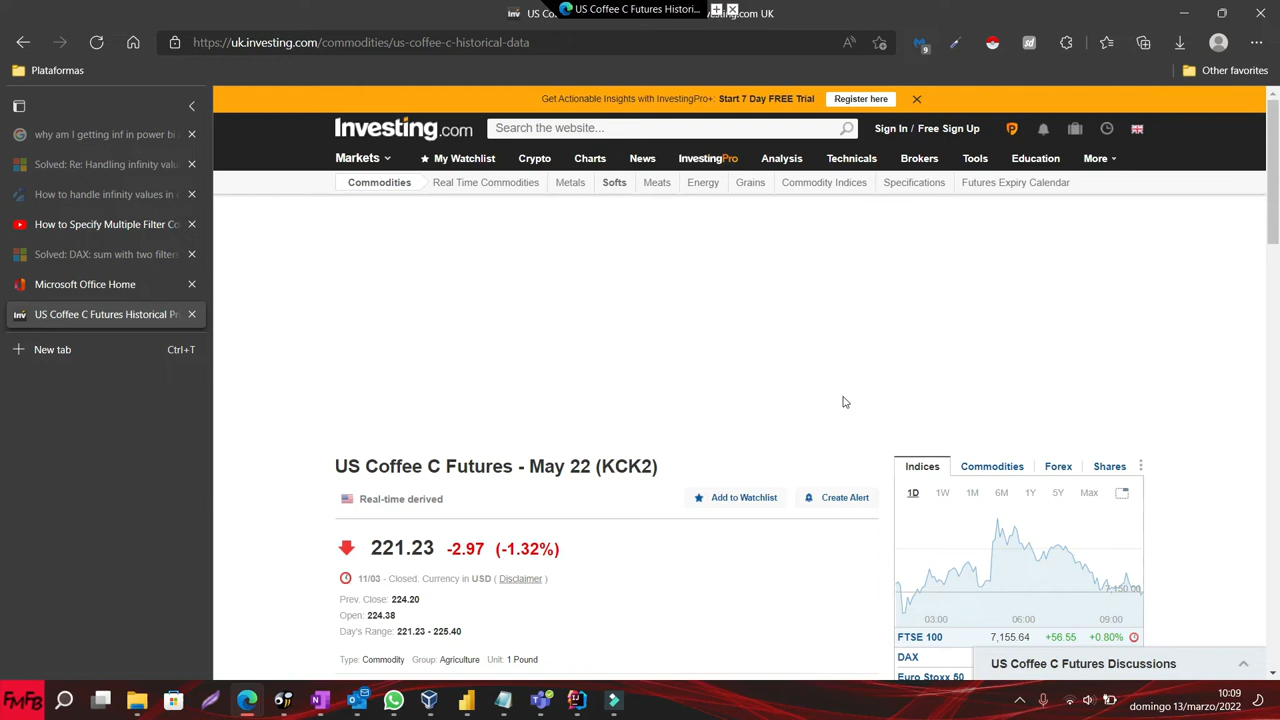 US Coffee C Futures Histori...
US Co
esting.com UK
https://uk.investing.com/commodities/us-coffee-c-historical-data
9
Plataformas
Other favorites
why am I getting inf in power bi
Solved: Re: Handling infinity valu
How to handle infinity values in
How to Specify Multiple Filter Co
Solved: DAX: sum with two filter
Microsoft Office Home
US Coffee C Futures Historical Pr
New tab Ctrl+T
Get Actionable Insights with InvestingPro+: Start 7 Day FREE Trial Register here
Investing.com Search the website... Sign In / Free Sign Up
Markets My Watchlist Crypto Charts News InvestingPro Analysis Technicals Brokers Tools Education More
Commodities Real Time Commodities Metals Softs Meats Energy Grains Commodity Indices Specifications Futures Expiry Calendar
US Coffee C Futures - May 22 (KCK2)
Real-time derived
Add to Watchlist Create Alert
221.23 -2.97 (-1.32%)
11/03 - Closed. Currency in USD ( Disclaimer )
Prev. Close: 224.20
Open: 224.38
Day's Range: 221.23 - 225.40
Type: Commodity Group: Agriculture Unit: 1 Pound
Indices Commodities Forex Shares
1D 1W 1M 6M 1Y 5Y Max
7,150.00
03:00 06:00 09:00
FTSE 100 7,155.64 +56.55 +0.80%
DAX
Euro Stoxx 50
US Coffee C Futures Discussions
FMFB
10:09
domingo 13/marzo/2022